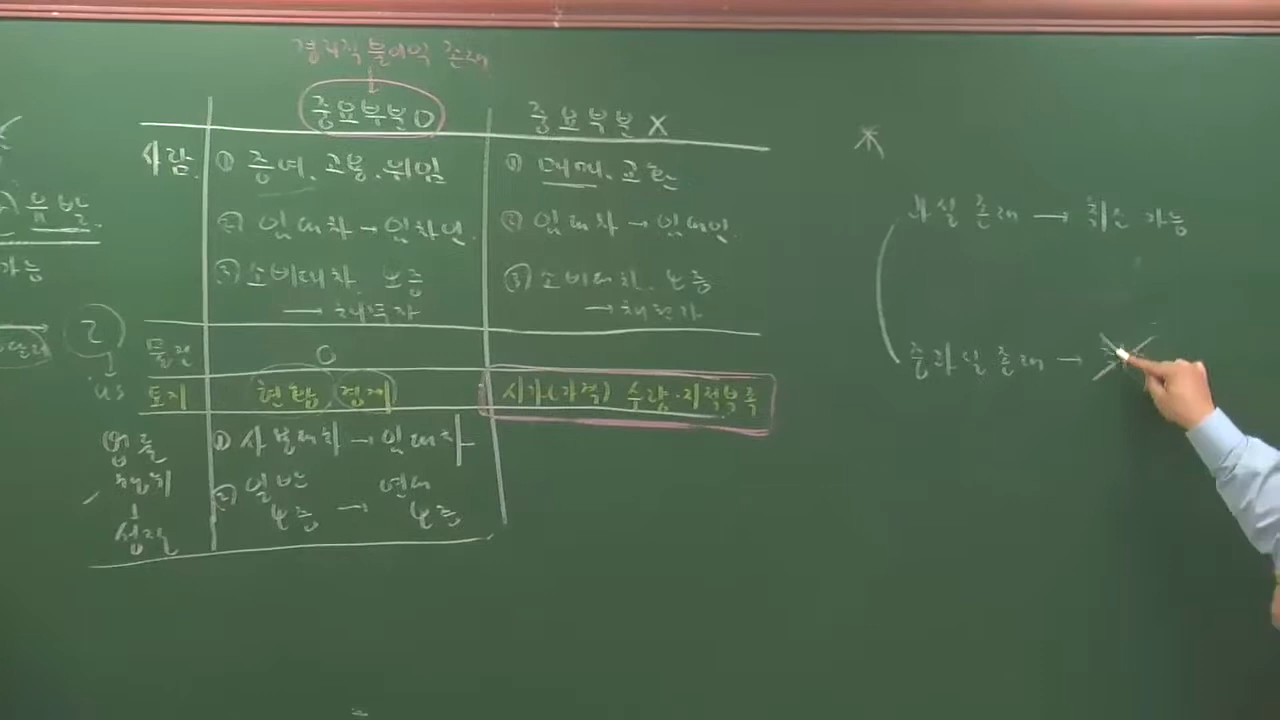 경제적 불이익 존재
중요부분 O
중요부분 X
사람
① 증여. 고용. 위임
① 매매. 교환
② 임대차 → 임차인.
② 임대차 → 임대인.
③ 소비대차. 보증
③ 소비대차. 보증
→ 채무자
→ 채권자
물건
O
토지
현황. 경계
시가(가격) 수량·지적부족
법률
행위
성질
① 사용대차 → 임대차
② 일반 보증 → 연대 보증
유발.
가능
2
과실 존재 → 취소 가능
중과실 존재 →